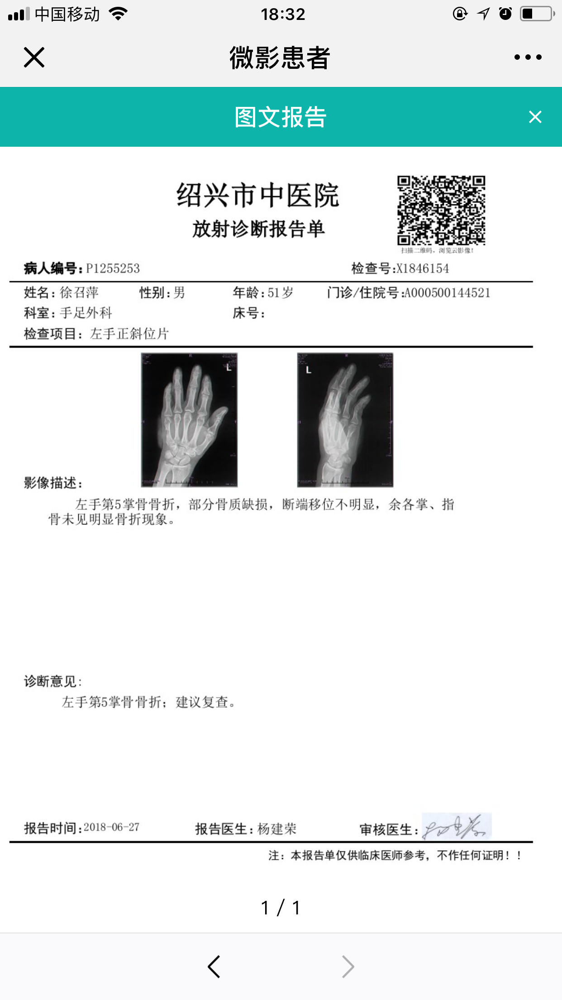 中国移动 18:32
微影患者
图文报告
绍兴市中医院
放射诊断报告单
扫描二维码，浏览云影像！
病人编号：P1255253 检查号：X1846154
姓名：徐召萍 性别：男 年龄：51岁 门诊/住院号：A000500144521
科室：手足外科 床号：
检查项目：左手正斜位片
L
L
影像描述：
左手第5掌骨骨折，部分骨质缺损，断端移位不明显，余各掌、指
骨未见明显骨折现象。
诊断意见：
左手第5掌骨骨折；建议复查。
报告时间：2018-06-27 报告医生：杨建荣 审核医生：
注：本报告单仅供临床医师参考，不作任何证明！！
1 / 1